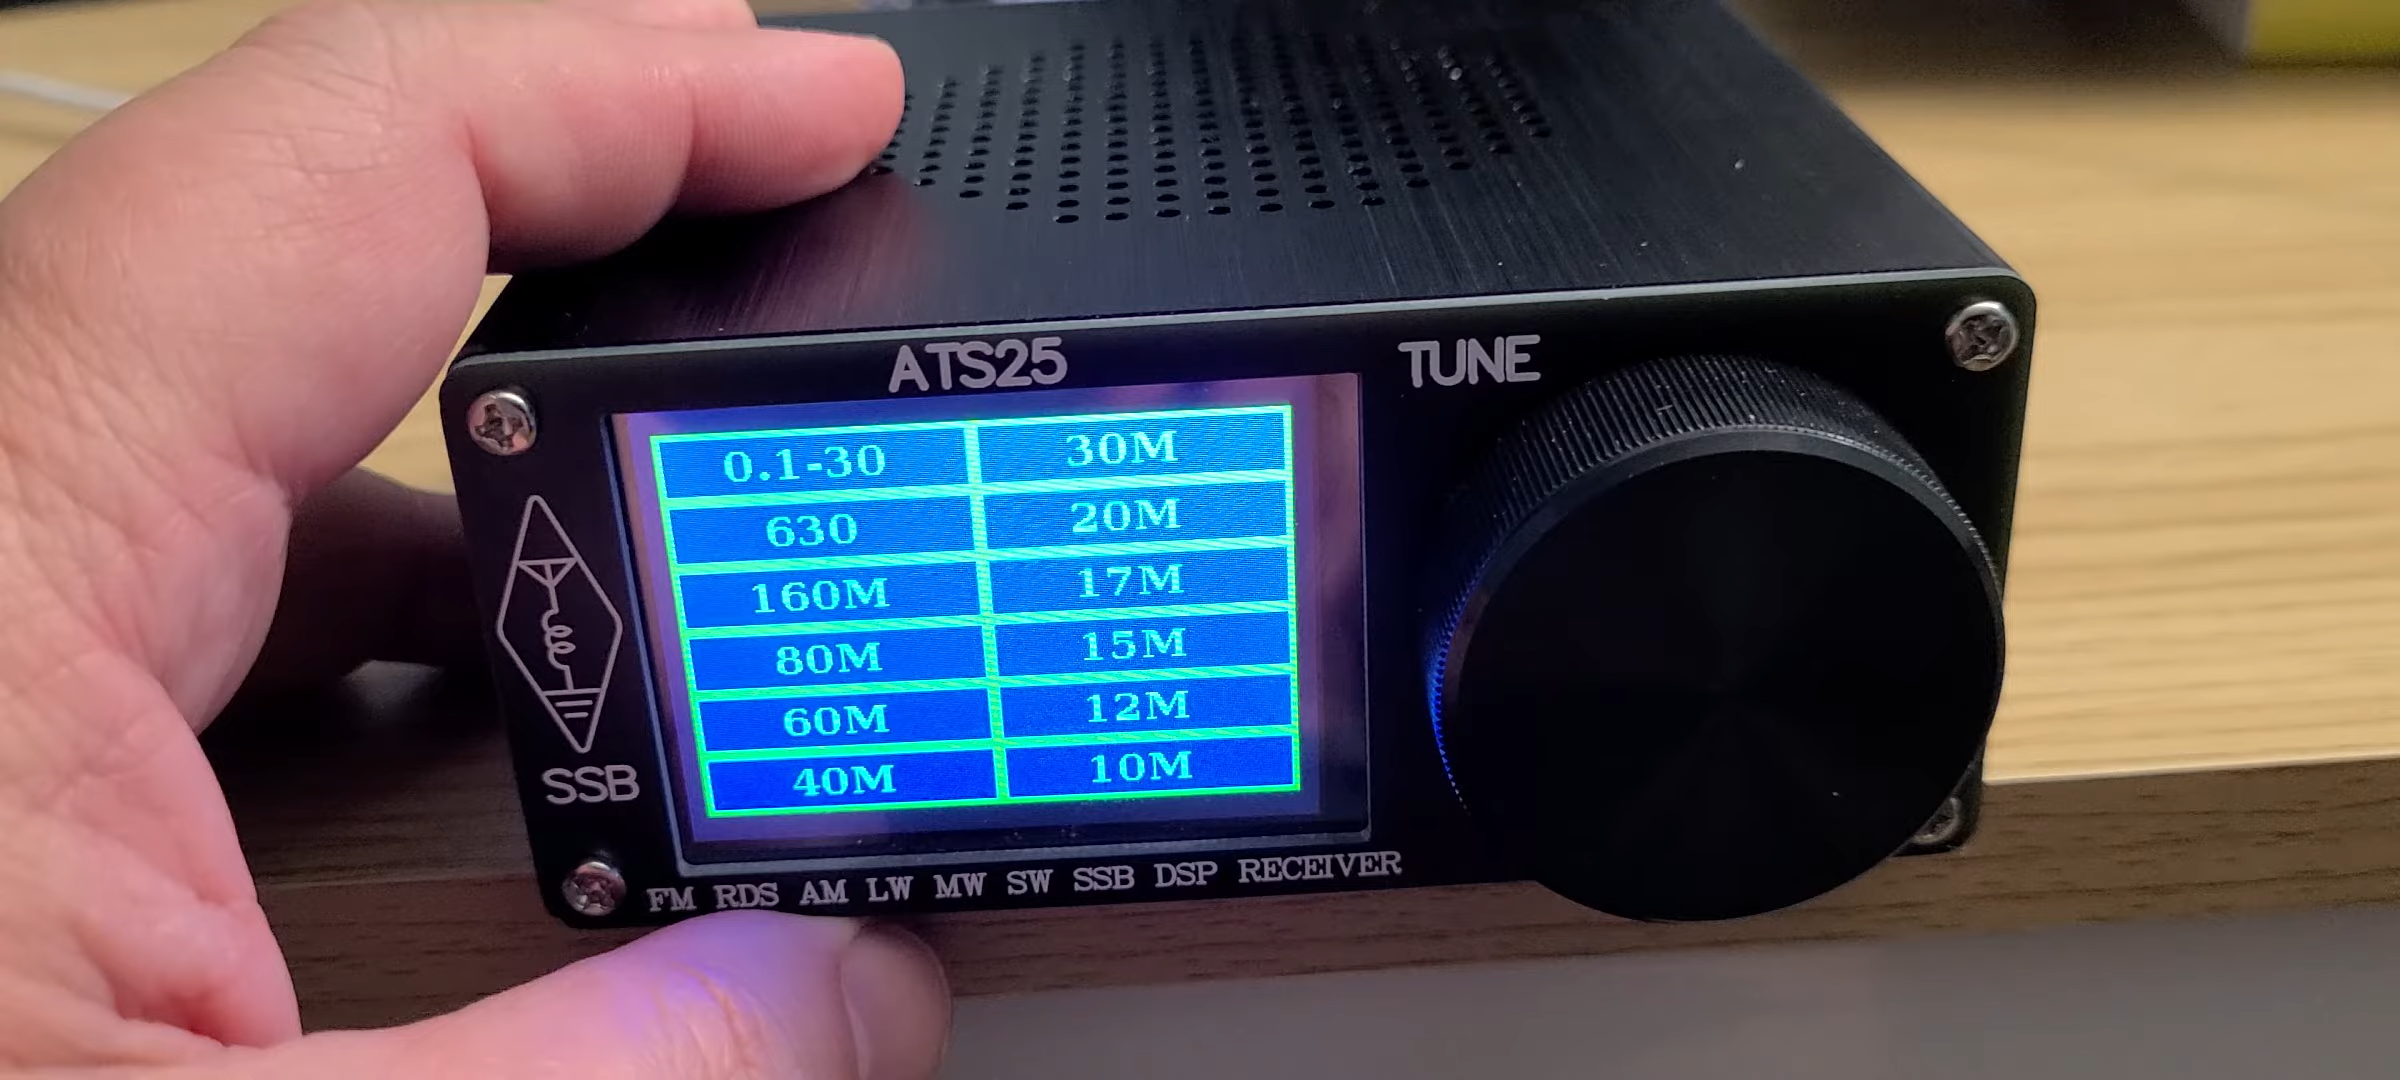 ATS25
TUNE
0.1-30 30M
630 20M
160M 17M
80M 15M
60M 12M
40M 10M
SSB
FM RDS AM LW MW SW SSB DSP RECEIVER